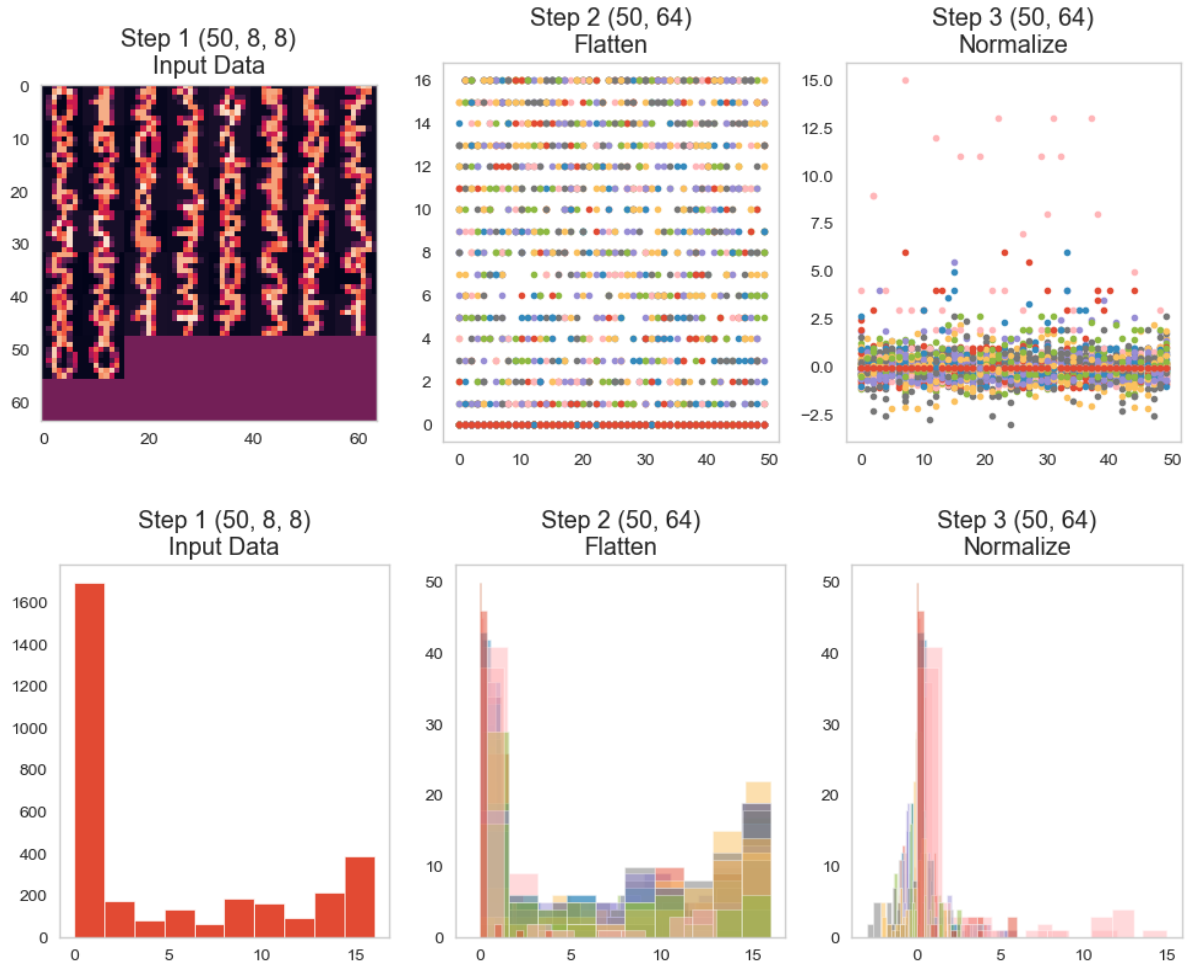 Step 1 (50, 8, 8)
Input Data
Step 2 (50, 64)
Flatten
Step 3 (50, 64)
Normalize
0
10
20
30
40
50
60
0 20 40 60
16
14
12
10
8
6
4
2
0
0 10 20 30 40 50
15.0
12.5
10.0
7.5
5.0
2.5
0.0
−2.5
0 10 20 30 40 50
Step 1 (50, 8, 8)
Input Data
Step 2 (50, 64)
Flatten
Step 3 (50, 64)
Normalize
1600
1400
1200
1000
800
600
400
200
0
0 5 10 15
50
40
30
20
10
0
0 5 10 15
50
40
30
20
10
0
0 5 10 15